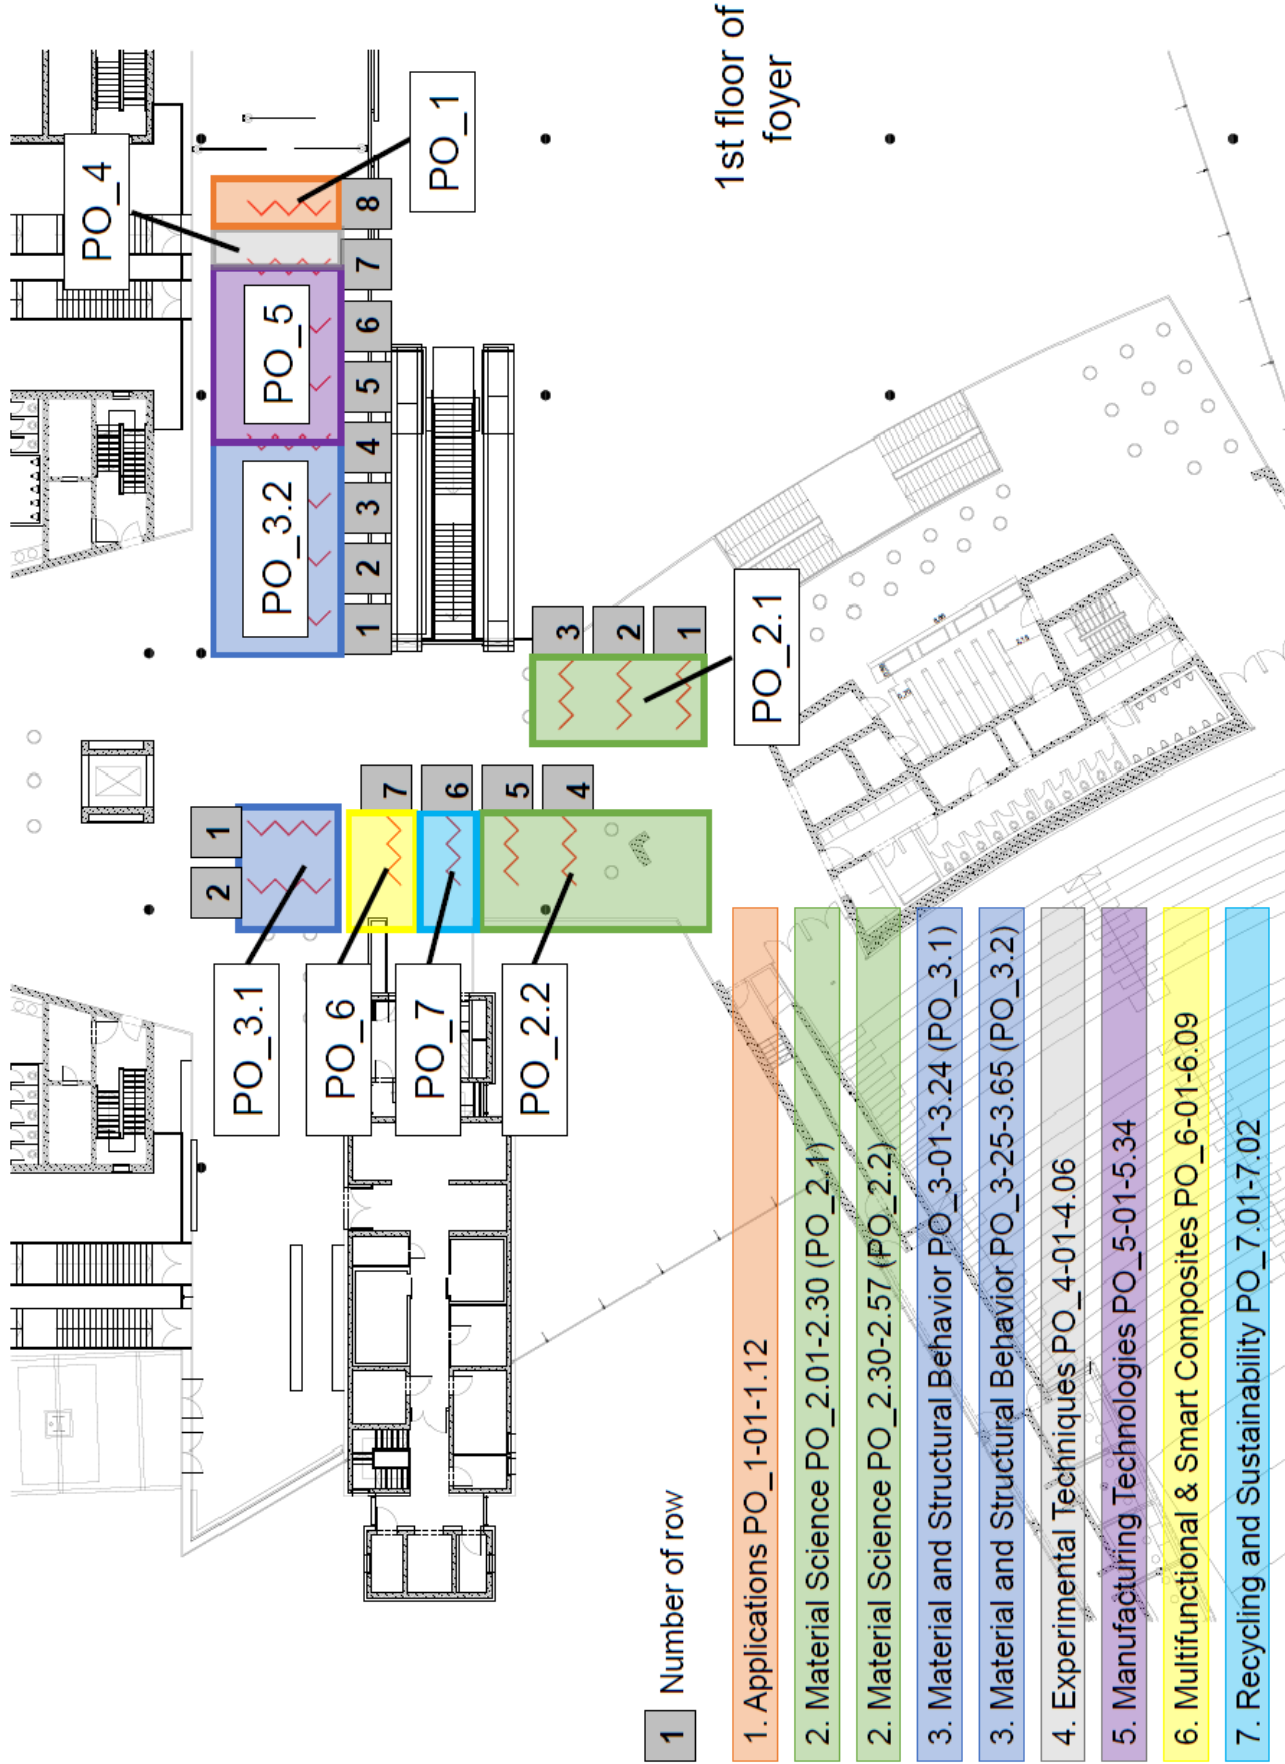 PO_4
2 1
PO_3.1
PO_3.2
PO_5
PO_6
1 2 3 4 5 6 7 8
7
PO_7
PO_1
6
5
PO_2.2
4
3
2
1
1 Number of row
1st floor of
foyer
PO_2.1
1. Applications PO_1-01-1.12
2. Material Science PO_2.01-2.30 (PO_2.1)
2. Material Science PO_2.30-2.57 (PO_2.2)
3. Material and Structural Behavior PO_3-01-3.24 (PO_3.1)
3. Material and Structural Behavior PO_3-25-3.65 (PO_3.2)
4. Experimental Techniques PO_4-01-4.06
5. Manufacturing Technologies PO_5-01-5.34
6. Multifunctional & Smart Composites PO_6-01-6.09
7. Recycling and Sustainability PO_7.01-7.02